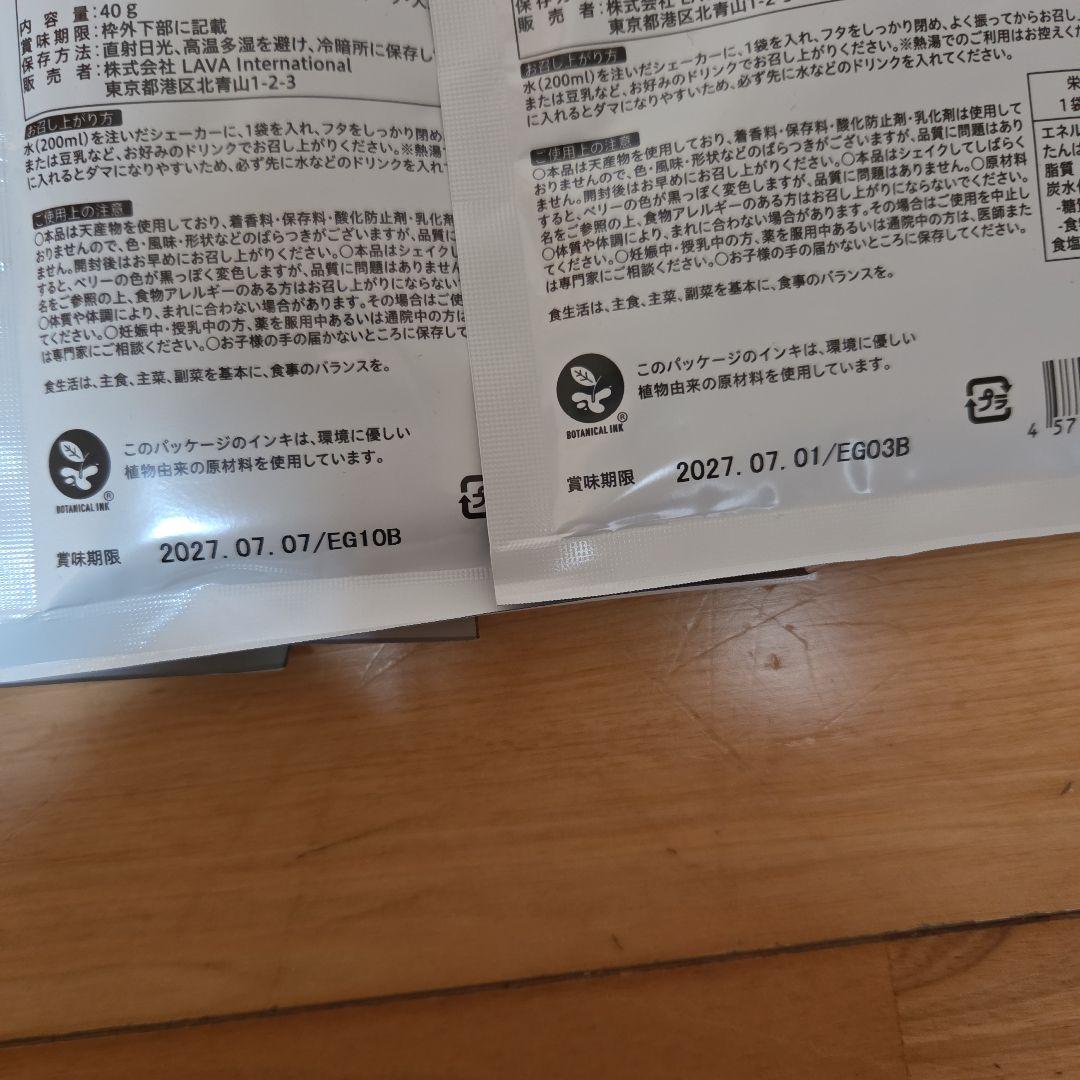 内容量：40g
賞味期限：枠外下部に記載
保存方法：直射日光、高温多湿を避け、冷暗所に保存し
販売者：株式会社 LAVA International
東京都港区北青山1-2-3
お召し上がり方
水(200ml)を注いだシェーカーに、1袋を入れ、フタをしっかり閉め
または豆乳など、お好みのドリンクでお召し上がりください。※熱湯
に入れるとダマになりやすいため、必ず先に水などのドリンクを入れ
ご使用上の注意
○本品は天産物を使用しており、着香料・保存料・酸化防止剤・乳化剤
おりませんので、色・風味・形状などのばらつきがございますが、品質に
ません。開封後はお早めにお召し上がりください。○本品はシェイクし
すると、ベリーの色が黒っぽく変色しますが、品質に問題はありません
名をご参照の上、食物アレルギーのある方はお召し上がりにならない
○体質や体調により、まれに合わない場合があります。その場合はご使
てください。○妊娠中・授乳中の方、薬を服用中あるいは通院中の方は
は専門家にご相談ください。○お子様の手の届かないところに保存して
食生活は、主食、主菜、副菜を基本に、食事のバランスを。
このパッケージのインキは、環境に優しい
植物由来の原材料を使用しています。
BOTANICAL INK®
プ
賞味期限 2027.07.07/EG10B
保存方
販売者：株式会社 LA
東京都港区北青山1-2-3
お召し上がり方
水(200ml)を注いだシェーカーに、1袋を入れ、フタをしっかり閉め、よく振ってからお召し
または豆乳など、お好みのドリンクでお召し上がりください。※熱湯でのご利用はお控えくだ
に入れるとダマになりやすいため、必ず先に水などのドリンクを入れてください。
ご使用上の注意
○本品は天産物を使用しており、着香料・保存料・酸化防止剤・乳化剤は使用して
おりませんので、色・風味・形状などのばらつきがございますが、品質に問題はあり
ません。開封後はお早めにお召し上がりください。○本品はシェイクしてしばらく
すると、ベリーの色が黒っぽく変色しますが、品質に問題はありません。○原材料
名をご参照の上、食物アレルギーのある方はお召し上がりにならないでください。
○体質や体調により、まれに合わない場合があります。その場合はご使用を中止し
てください。○妊娠中・授乳中の方、薬を服用中あるいは通院中の方は、医師また
は専門家にご相談ください。○お子様の手の届かないところに保存してください。
食生活は、主食、主菜、副菜を基本に、食事のバランスを。
栄
1袋
エネル
たんぱ
脂質
炭水化
-糖質
-食
食塩
このパッケージのインキは、環境に優しい
植物由来の原材料を使用しています。
BOTANICAL INK®
プラ
4 57
賞味期限 2027.07.01/EG03B